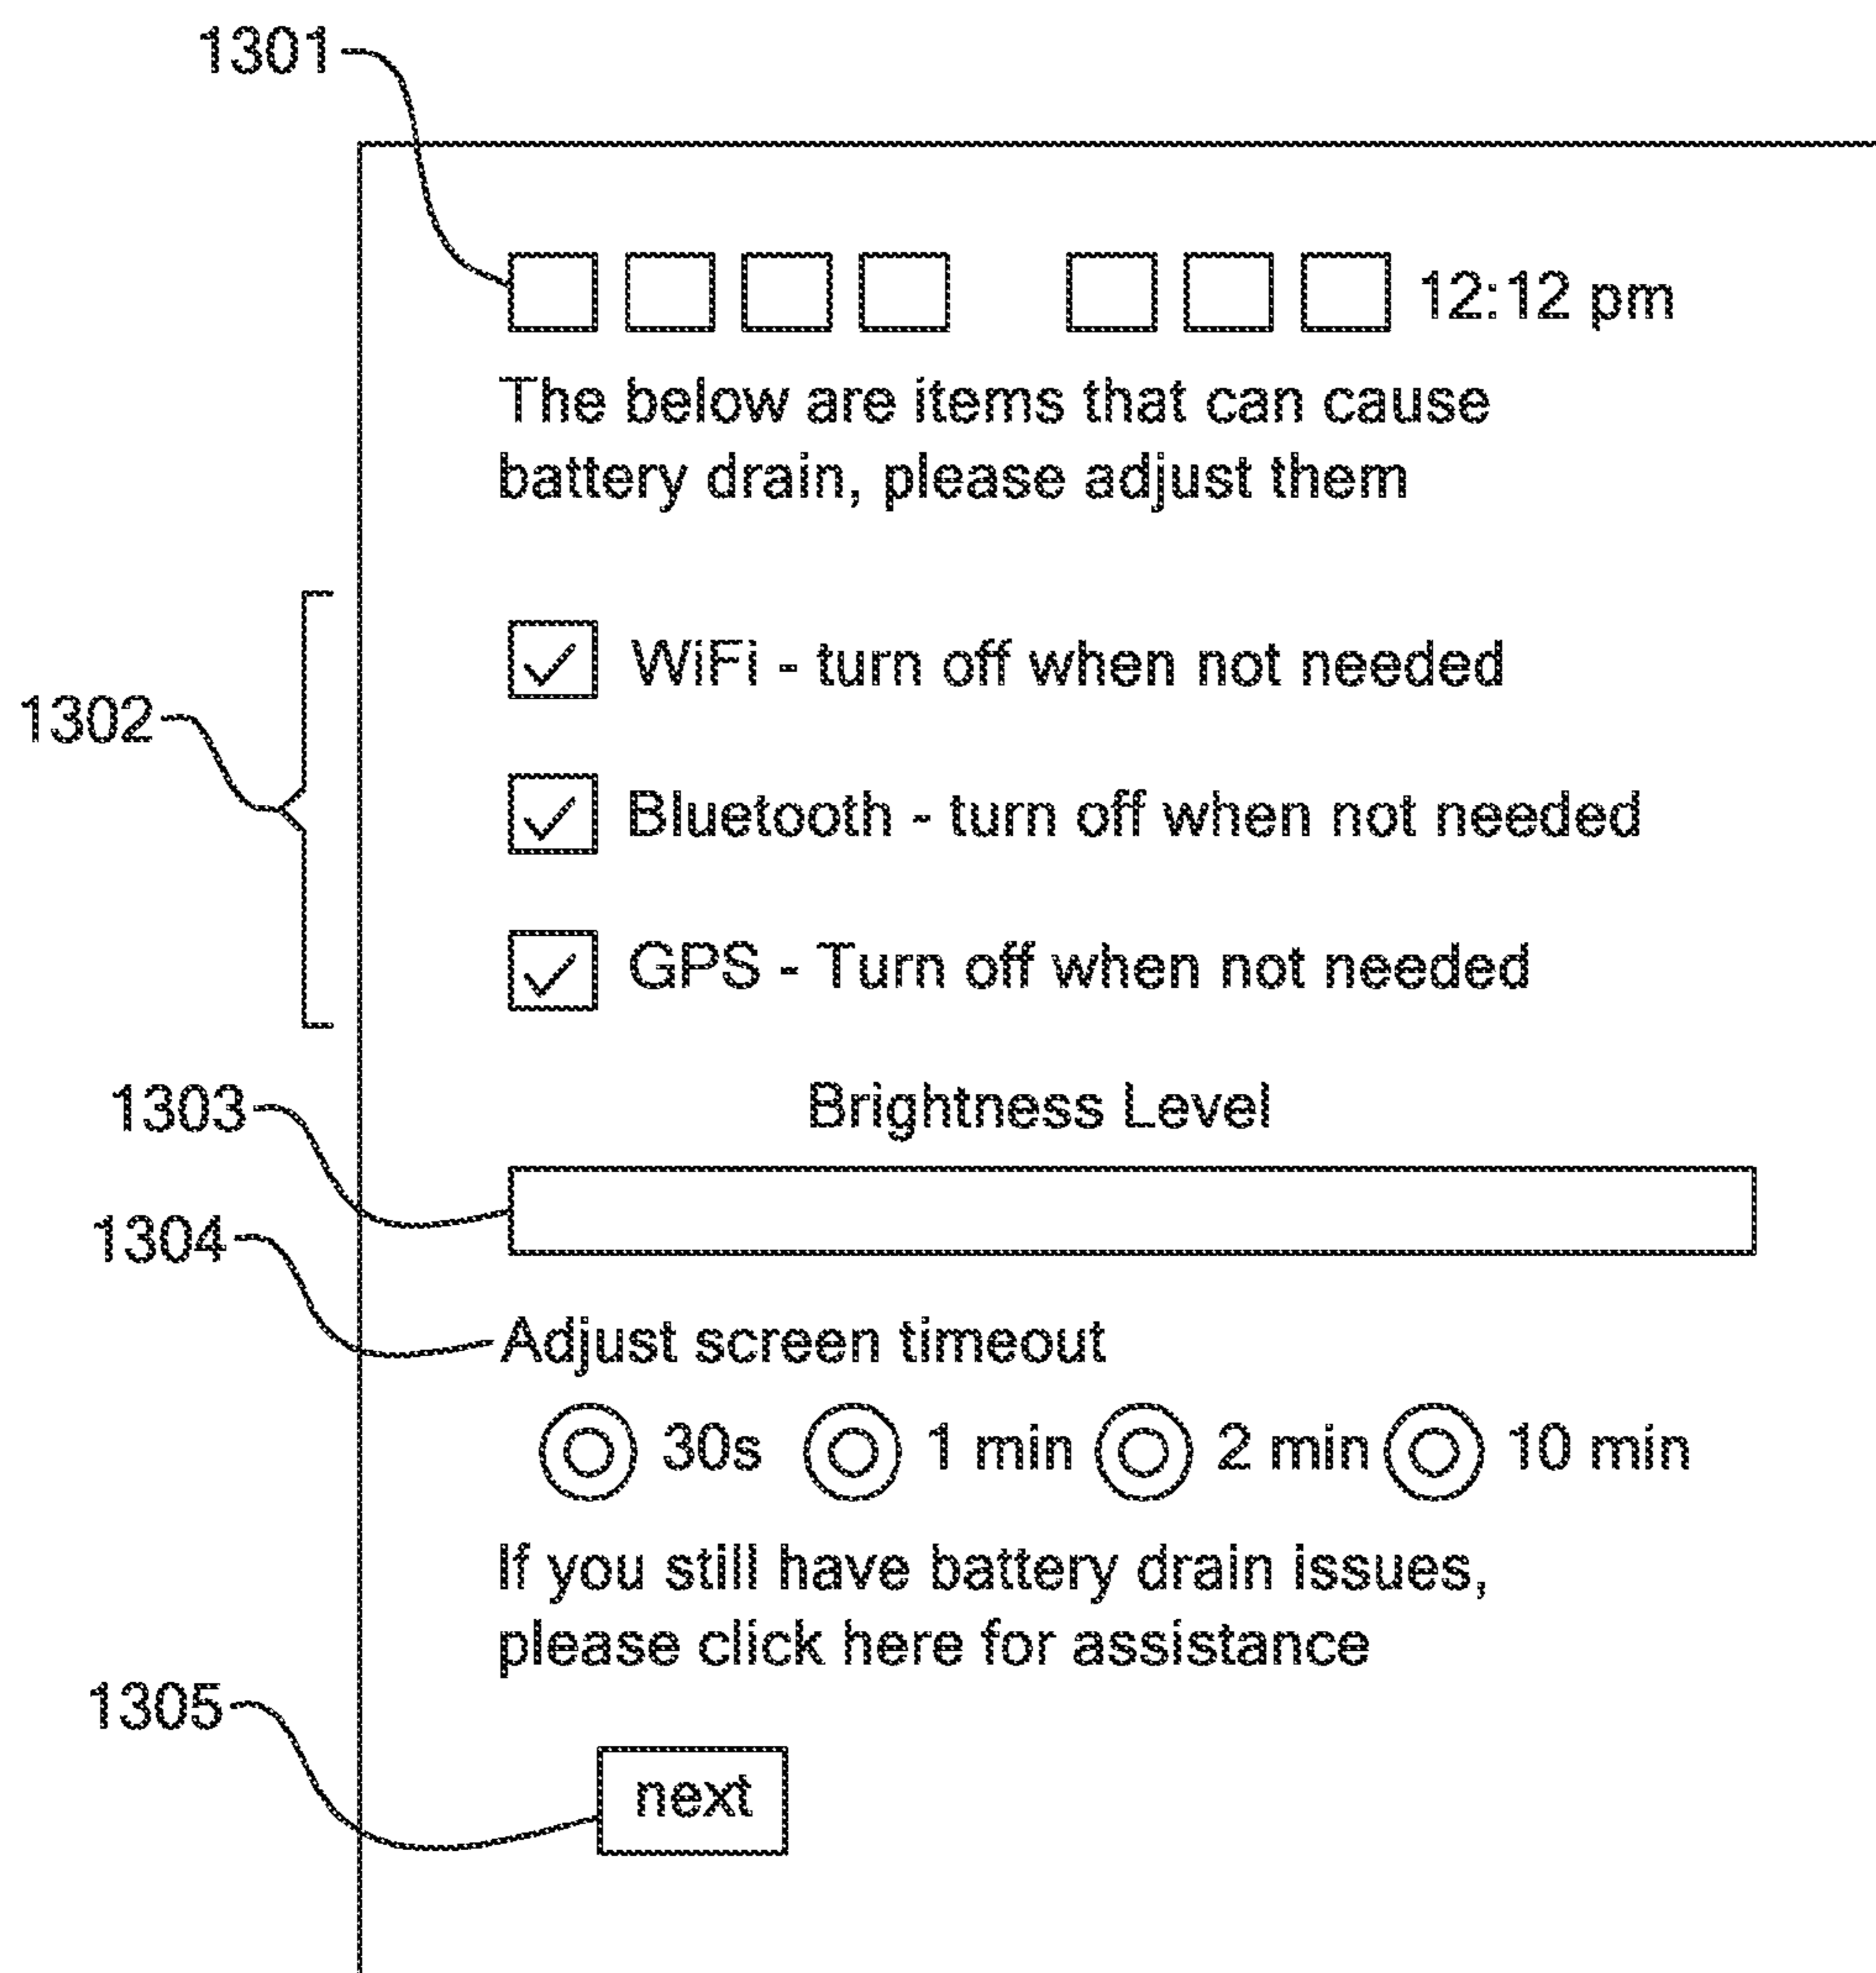 1301
12:12 pm
The below are items that can cause
battery drain, please adjust them
WiFi - turn off when not needed
1302
Bluetooth - turn off when not needed
GPS - Turn off when not needed
1303
Brightness Level
1304
Adjust screen timeout
30s 1 min 2 min 10 min
If you still have battery drain issues,
please click here for assistance
1305
next